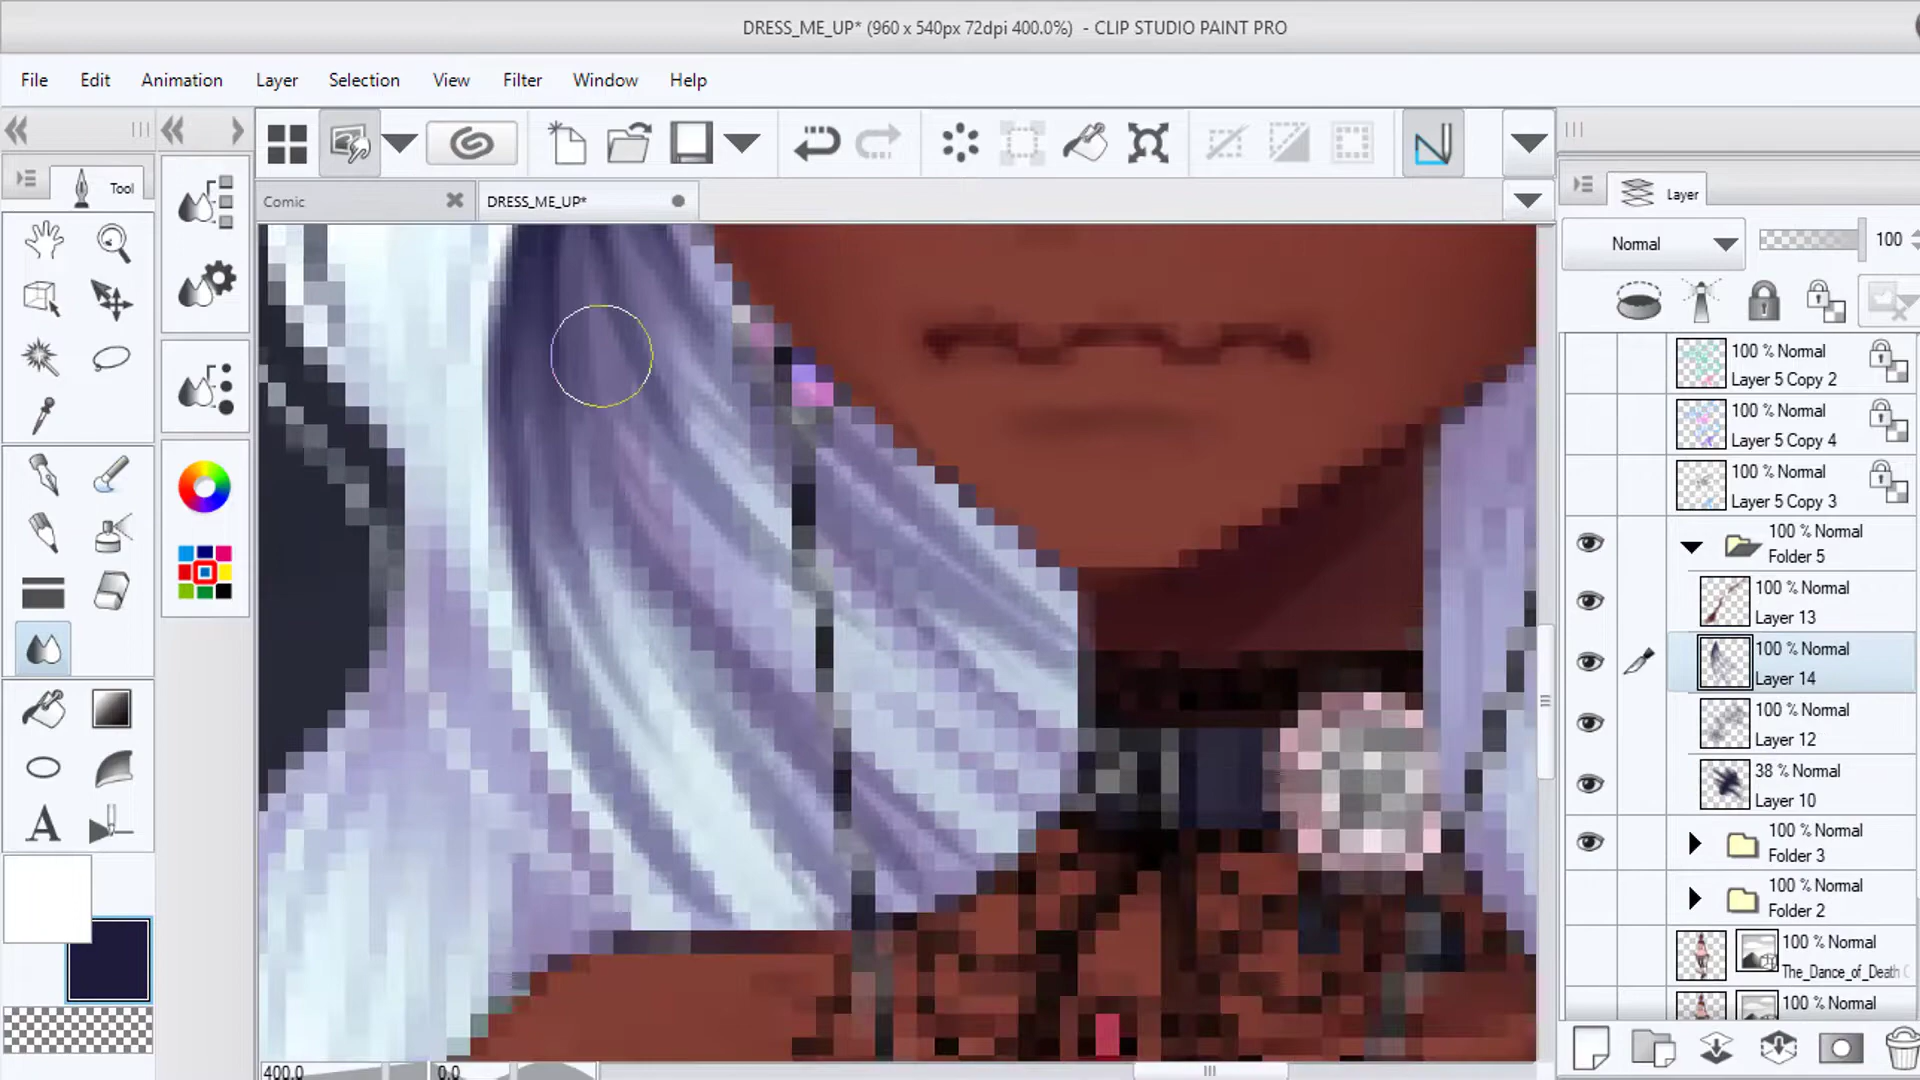 DRESS_ME_UP* (960 x 540px 72dpi 400.0%) - CLIP STUDIO PAINT PRO
File Edit Animation Layer Selection View Filter Window Help
Tool
Comic
DRESS_ME_UP*
Layer
Normal
100
100 % Normal
Layer 5 Copy 2
100 % Normal
Layer 5 Copy 4
100 % Normal
Layer 5 Copy 3
100 % Normal
Folder 5
100 % Normal
Layer 13
100 % Normal
Layer 14
100 % Normal
Layer 12
38 % Normal
Layer 10
100 % Normal
Folder 3
100 % Normal
Folder 2
100 % Normal
The_Dance_of_Death
100 % Normal
400.0 0.0